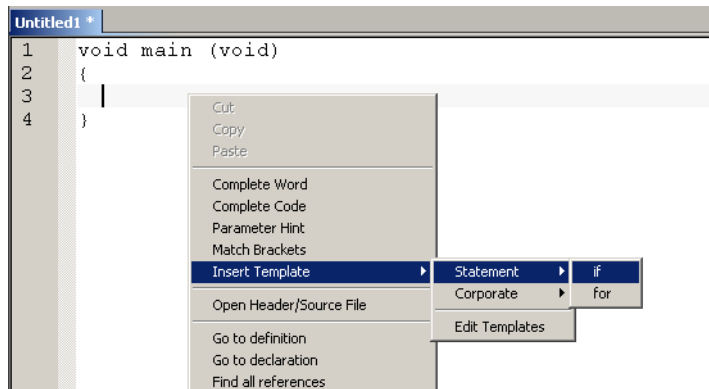 Untitled1 *
1 void main (void)
2 {
3
4 }
Cut
Copy
Paste
Complete Word
Complete Code
Parameter Hint
Match Brackets
Insert Template
Statement
if
Corporate
for
Edit Templates
Open Header/Source File
Go to definition
Go to declaration
Find all references